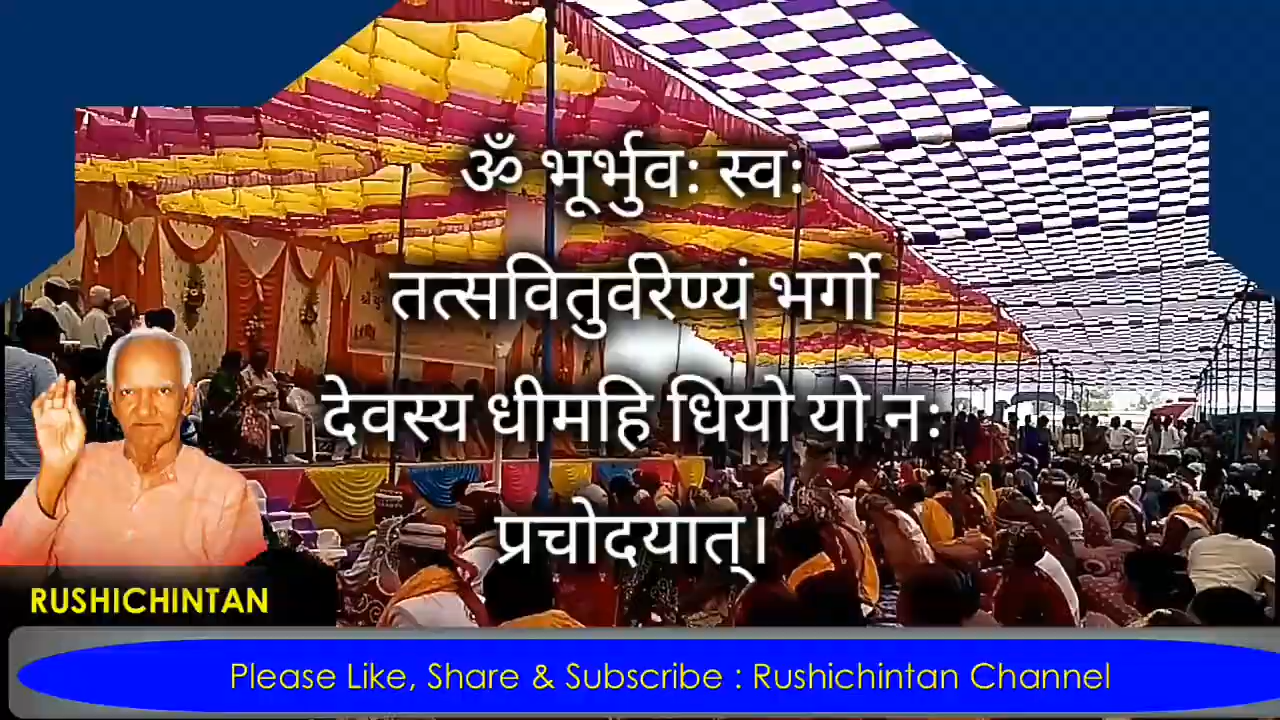 ॐ भूर्भुवः स्वः
तत्सवितुर्वरेण्यं भर्गो
देवस्य धीमहि धियो यो नः
प्रचोदयात्।
RUSHICHINTAN
Please Like, Share & Subscribe : Rushichintan Channel